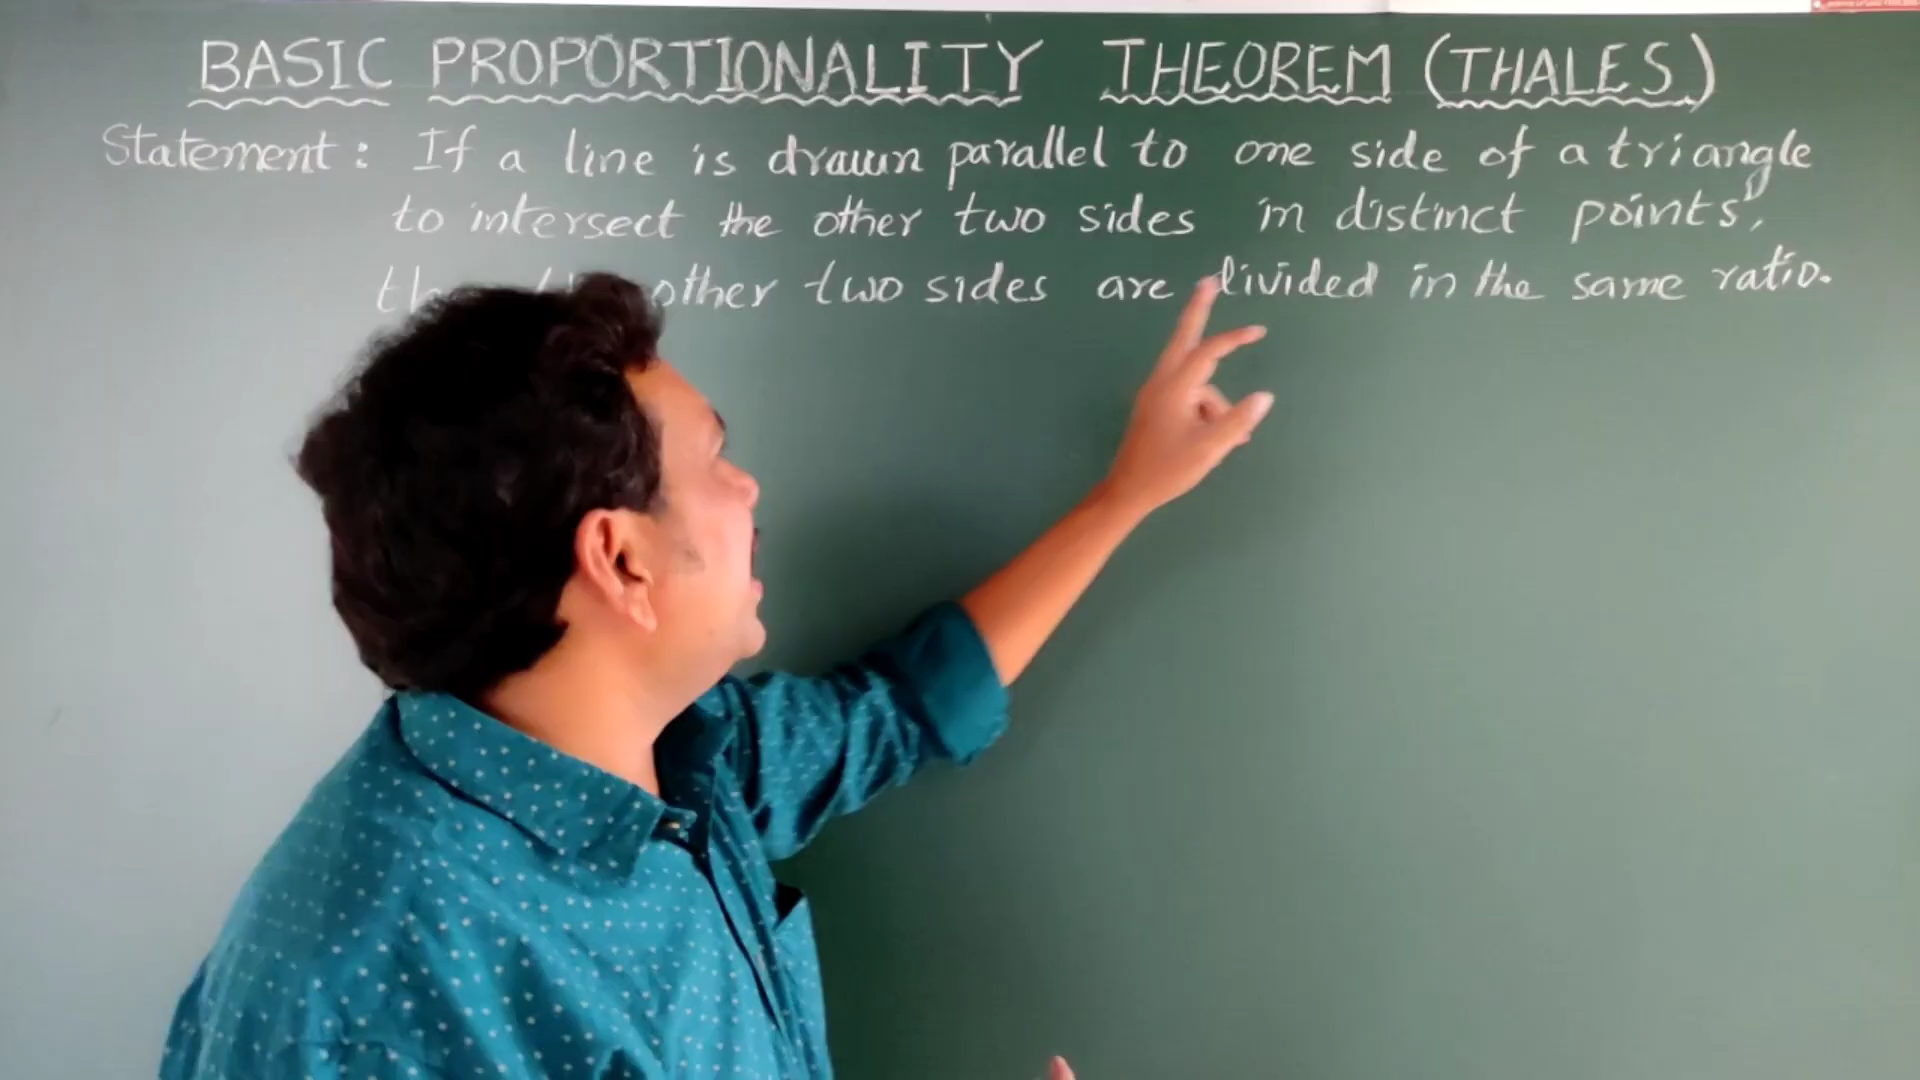 BASIC PROPORTIONALITY THEOREM (THALES)
Statement: If a line is drawn parallel to one side of a triangle
to intersect the other two sides in distinct points,
other two sides are divided in the same ratio.